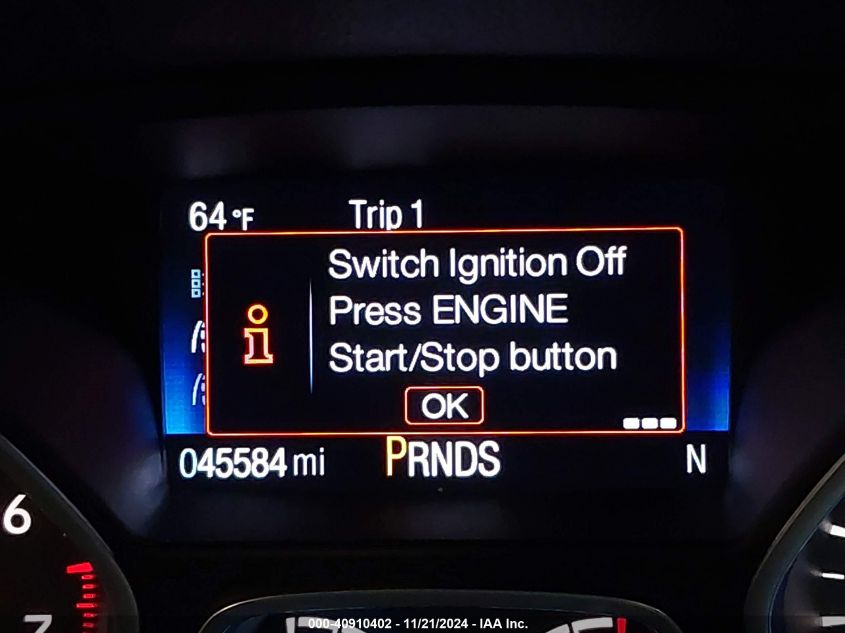 64°F Trip 1
Switch Ignition Off
Press ENGINE
Start/Stop button
OK
045584 mi PRNDS N
6
7
000-40910402 - 11/21/2024 - IAA Inc.